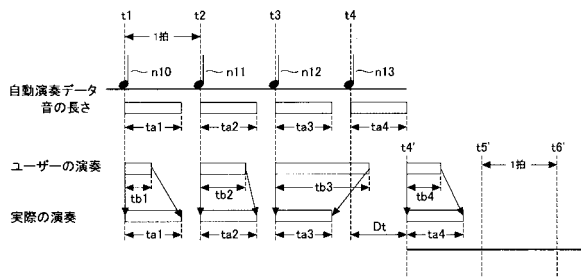 t1 t2 t3 t4
1拍
n10 n11 n12 n13
自動演奏データ
音の長さ
ta1 ta2 ta3 ta4
t4' t5' t6'
1拍
ユーザーの演奏
tb1 tb2 tb3 tb4
実際の演奏
ta1 ta2 ta3 Dt ta4